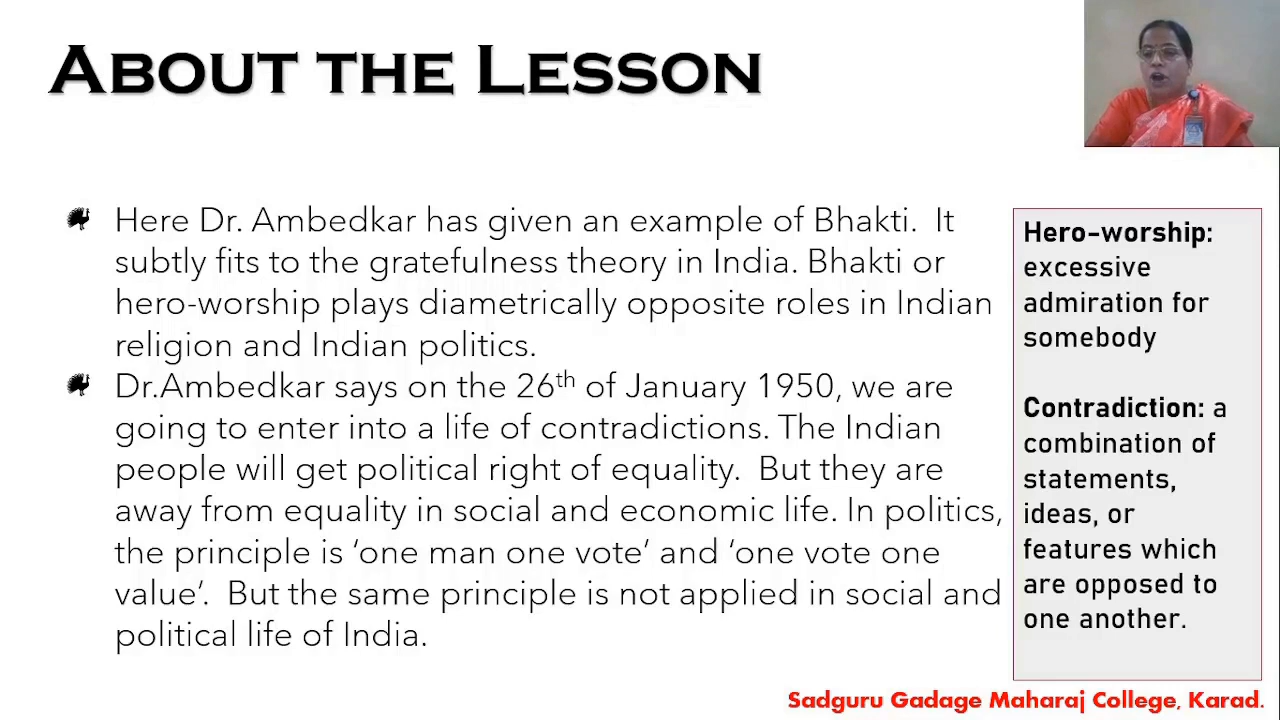 ABOUT THE LESSON
Here Dr. Ambedkar has given an example of Bhakti.  It
subtly fits to the gratefulness theory in India. Bhakti or
hero-worship plays diametrically opposite roles in Indian
religion and Indian politics.
Dr.Ambedkar says on the 26th of January 1950, we are
going to enter into a life of contradictions. The Indian
people will get political right of equality.  But they are
away from equality in social and economic life. In politics,
the principle is ‘one man one vote’ and ‘one vote one
value’.  But the same principle is not applied in social and
political life of India.
Hero-worship:
excessive
admiration for
somebody
Contradiction: a
combination of
statements,
ideas, or
features which
are opposed to
one another.
Sadguru Gadage Maharaj College, Karad.